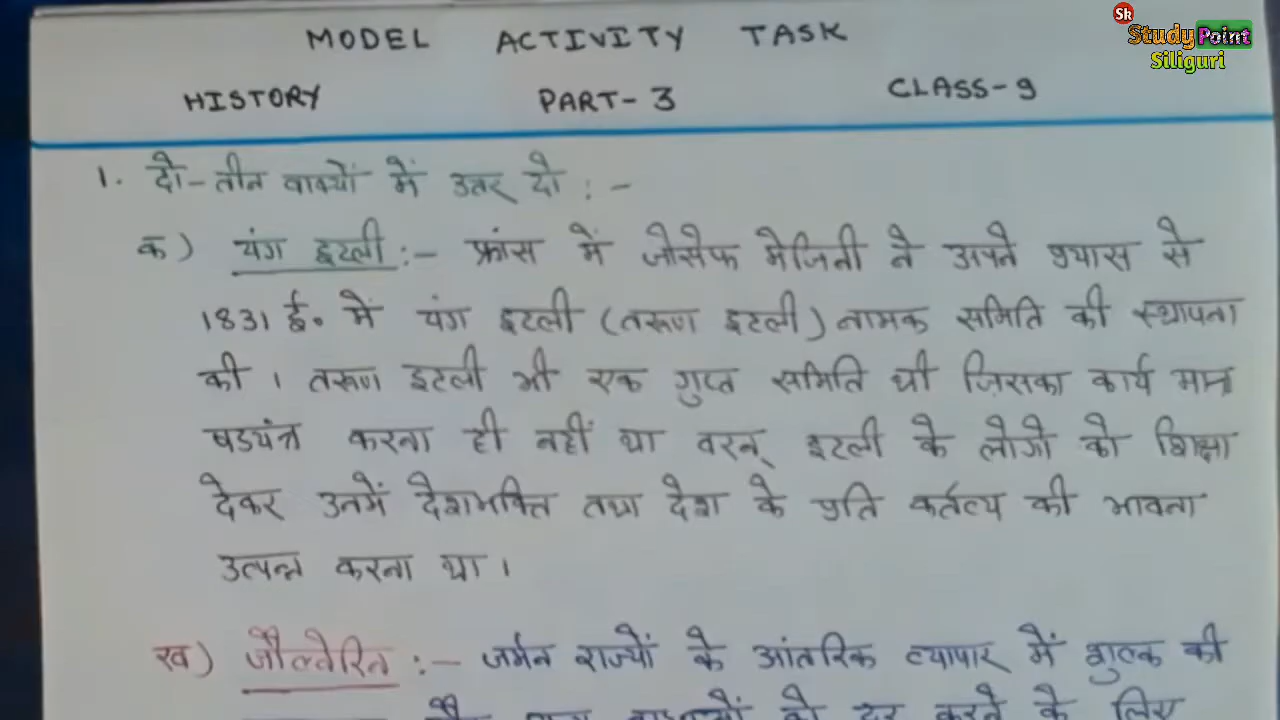 Sk
Study Point
Siliguri
MODEL ACTIVITY TASK
HISTORY PART-3 CLASS-9
1. दो-तीन वाक्यों में उत्तर दो :-
क) यंग इटली :- फ्रांस में जोसेफ मेजिनी ने अपने प्रयास से
1831 ई॰ में यंग इटली (तरूण इटली) नामक समिति की स्थापना
की । तरूण इटली भी एक गुप्त समिति थी जिसका कार्य मात्र
षडयंत्र करना ही नहीं था वरन् इटली के लोगो को शिक्षा
देकर उनमें देशभक्ति तथा देश के प्रति कर्तव्य की भावना
उत्पन्न करना था ।
ख) जौल्वेरिन :- जर्मन राज्यों के आंतरिक व्यापार में शुल्क की
को दूर करने के लिए